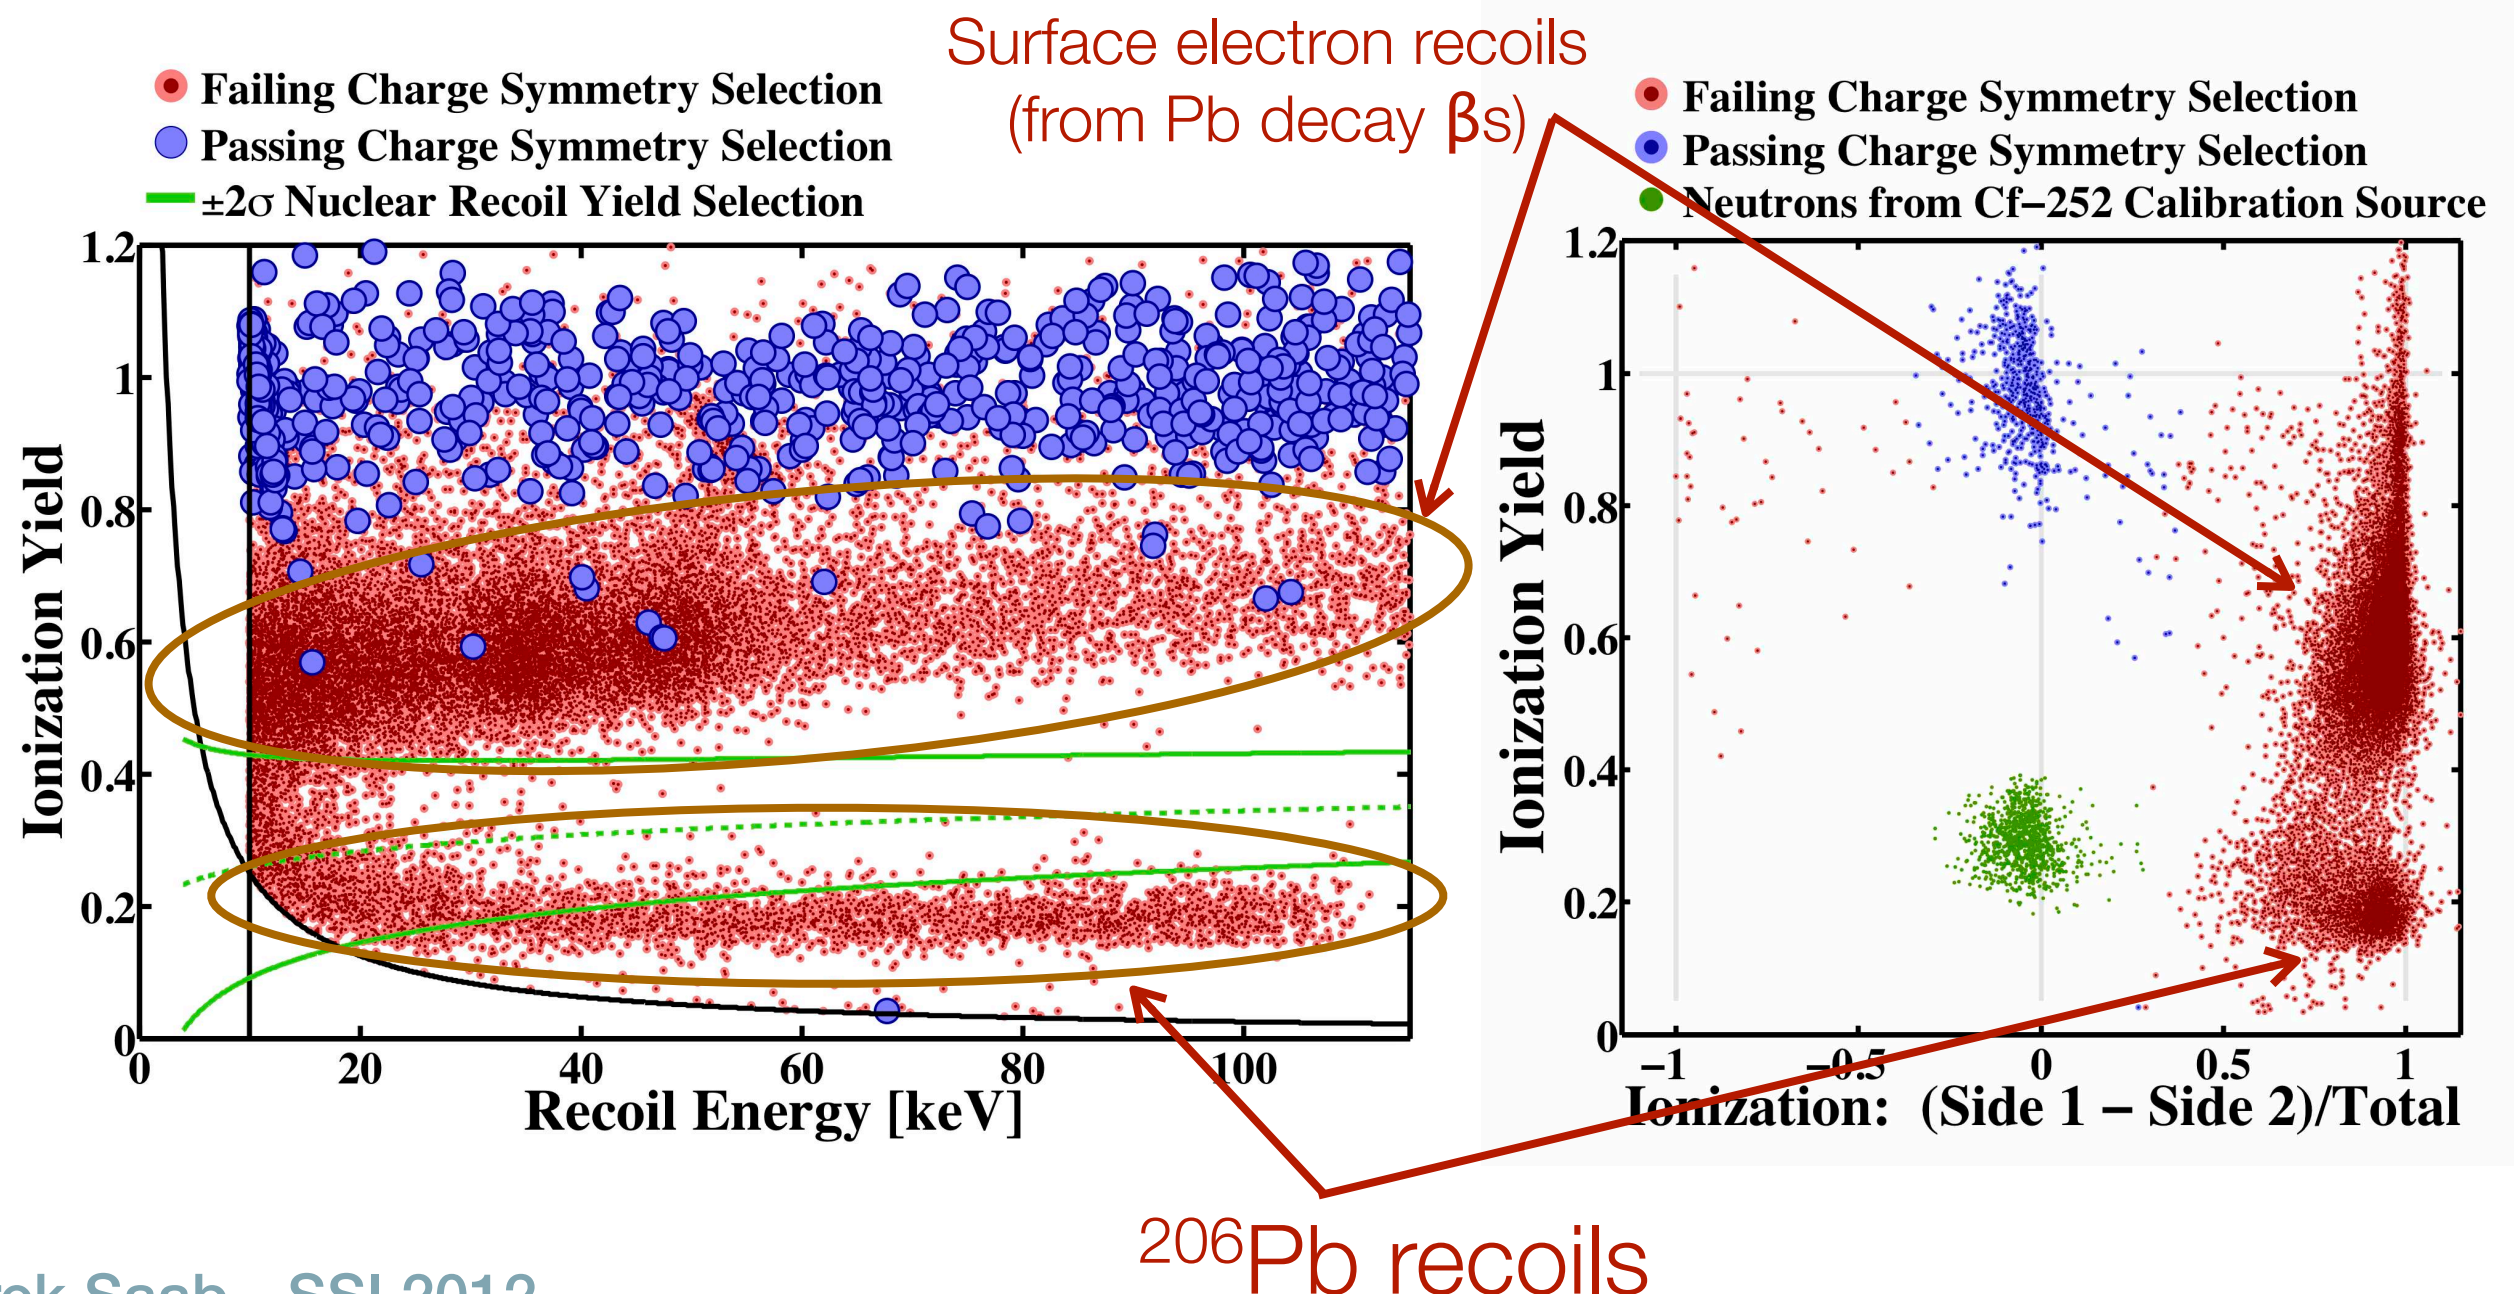 Surface electron recoils
(from Pb decay βs)
Failing Charge Symmetry Selection
Passing Charge Symmetry Selection
±2σ Nuclear Recoil Yield Selection
Failing Charge Symmetry Selection
Passing Charge Symmetry Selection
Neutrons from Cf−252 Calibration Source
1.2
1
0.8
0.6
0.4
0.2
0
Ionization Yield
0 20 40 60 80 100
Recoil Energy [keV]
1.2
1
0.8
0.6
0.4
0.2
0
Ionization Yield
−1 −0.5 0 0.5 1
Ionization: (Side 1 − Side 2)/Total
²⁰⁶Pb recoils
Saab SSI 2012